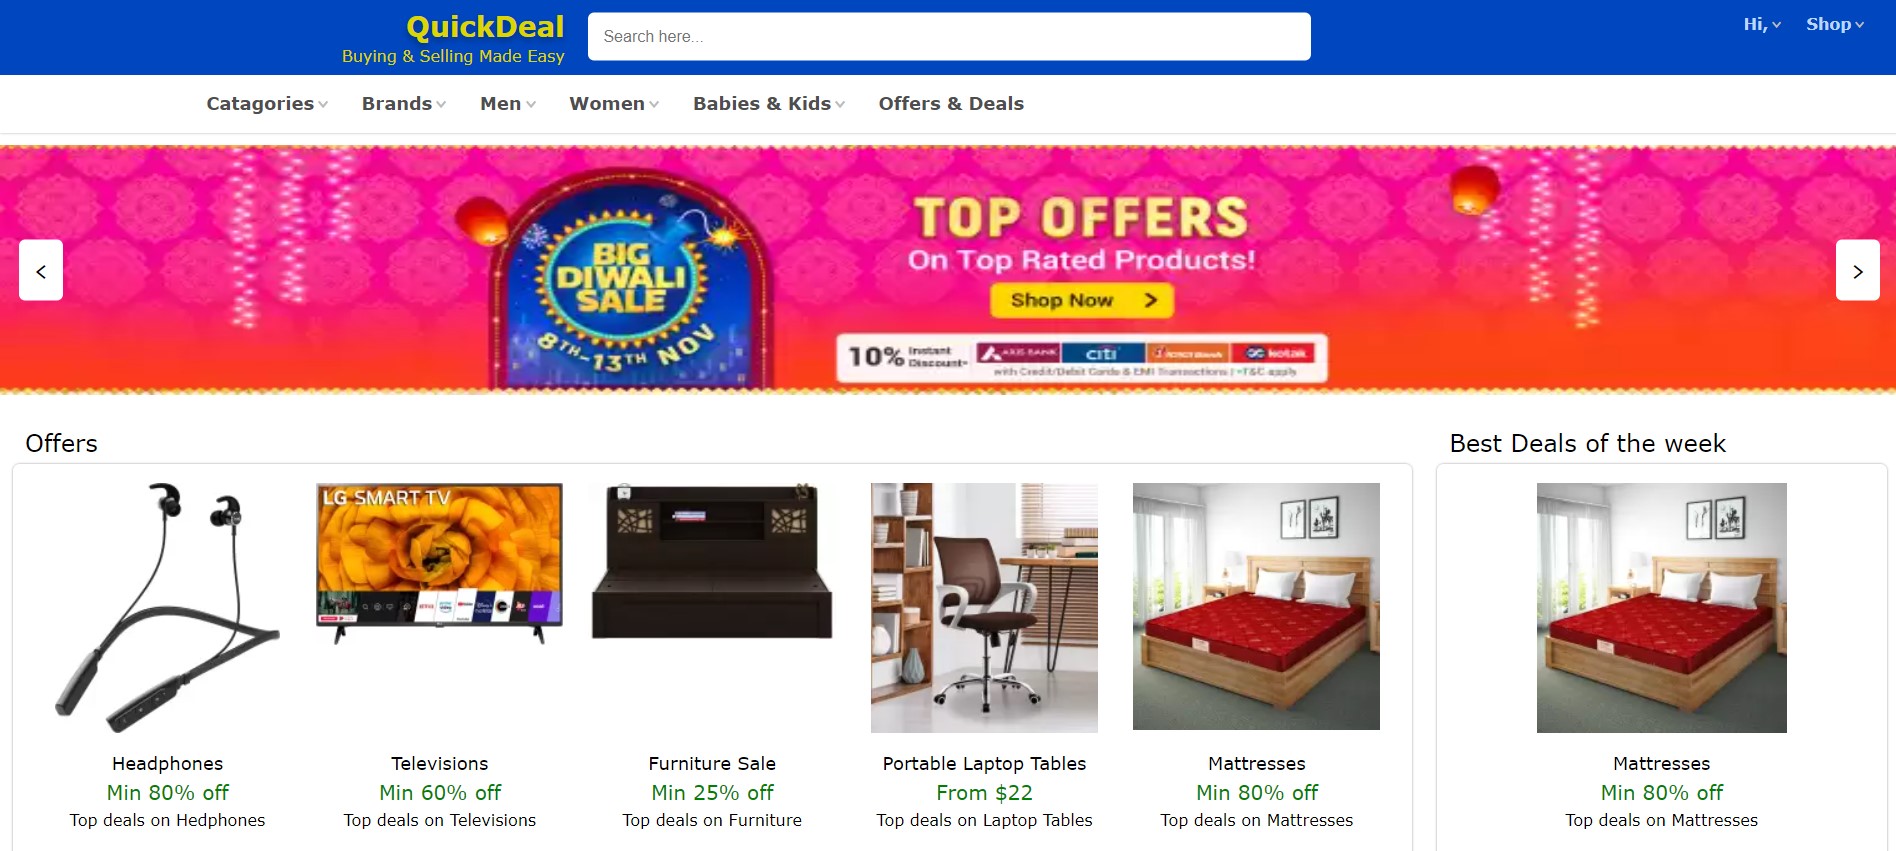 QuickDeal
Buying & Selling Made Easy
Search here...
Hi,
Shop
Catagories
Brands
Men
Women
Babies & Kids
Offers & Deals
BIG
DIWALI
SALE
8TH-13TH NOV
TOP OFFERS
On Top Rated Products!
Shop Now
10% Instant Discount*
AXIS BANK
citi
ICICI Bank
kotak
with Credit/Debit Cards & EMI Transactions | *T&C apply
Offers
Best Deals of the week
LG SMART TV
Headphones
Min 80% off
Top deals on Hedphones
Televisions
Min 60% off
Top deals on Televisions
Furniture Sale
Min 25% off
Top deals on Furniture
Portable Laptop Tables
From $22
Top deals on Laptop Tables
Mattresses
Min 80% off
Top deals on Mattresses
Mattresses
Min 80% off
Top deals on Mattresses